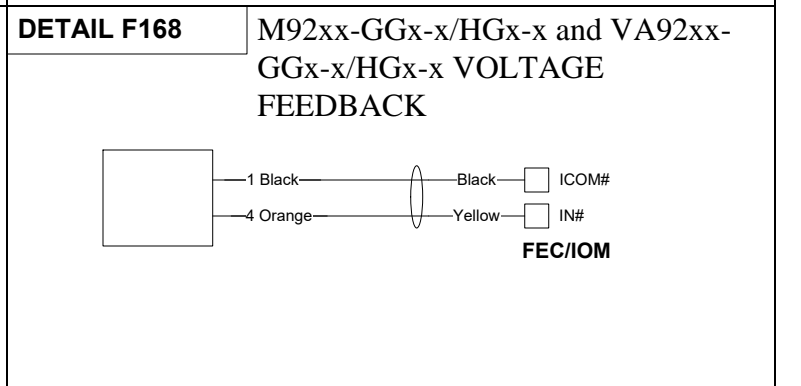 DETAIL F168
M92xx-GGx-x/HGx-x and VA92xx-
GGx-x/HGx-x VOLTAGE
FEEDBACK
1 Black Black ICOM#
4 Orange Yellow IN#
FEC/IOM